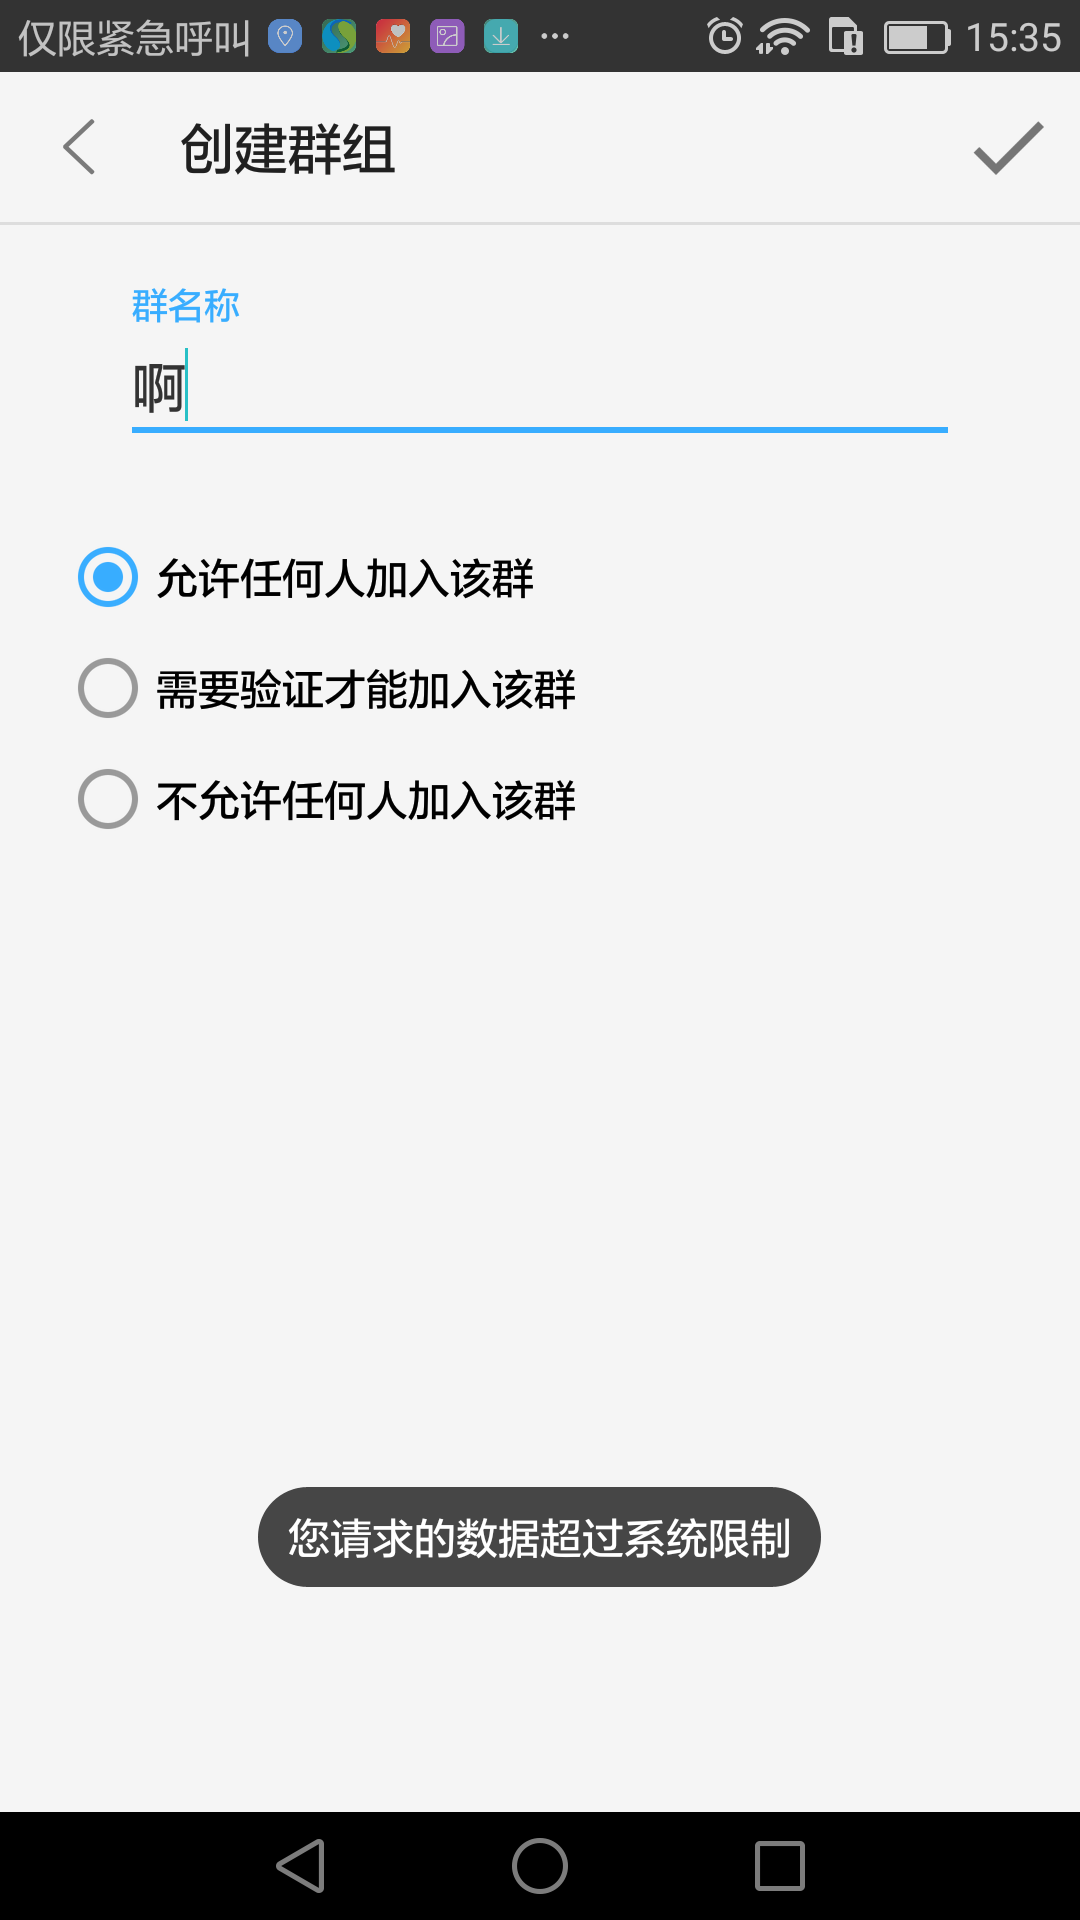 仅限紧急呼叫 ... 15:35
创建群组
群名称
啊
允许任何人加入该群
需要验证才能加入该群
不允许任何人加入该群
您请求的数据超过系统限制